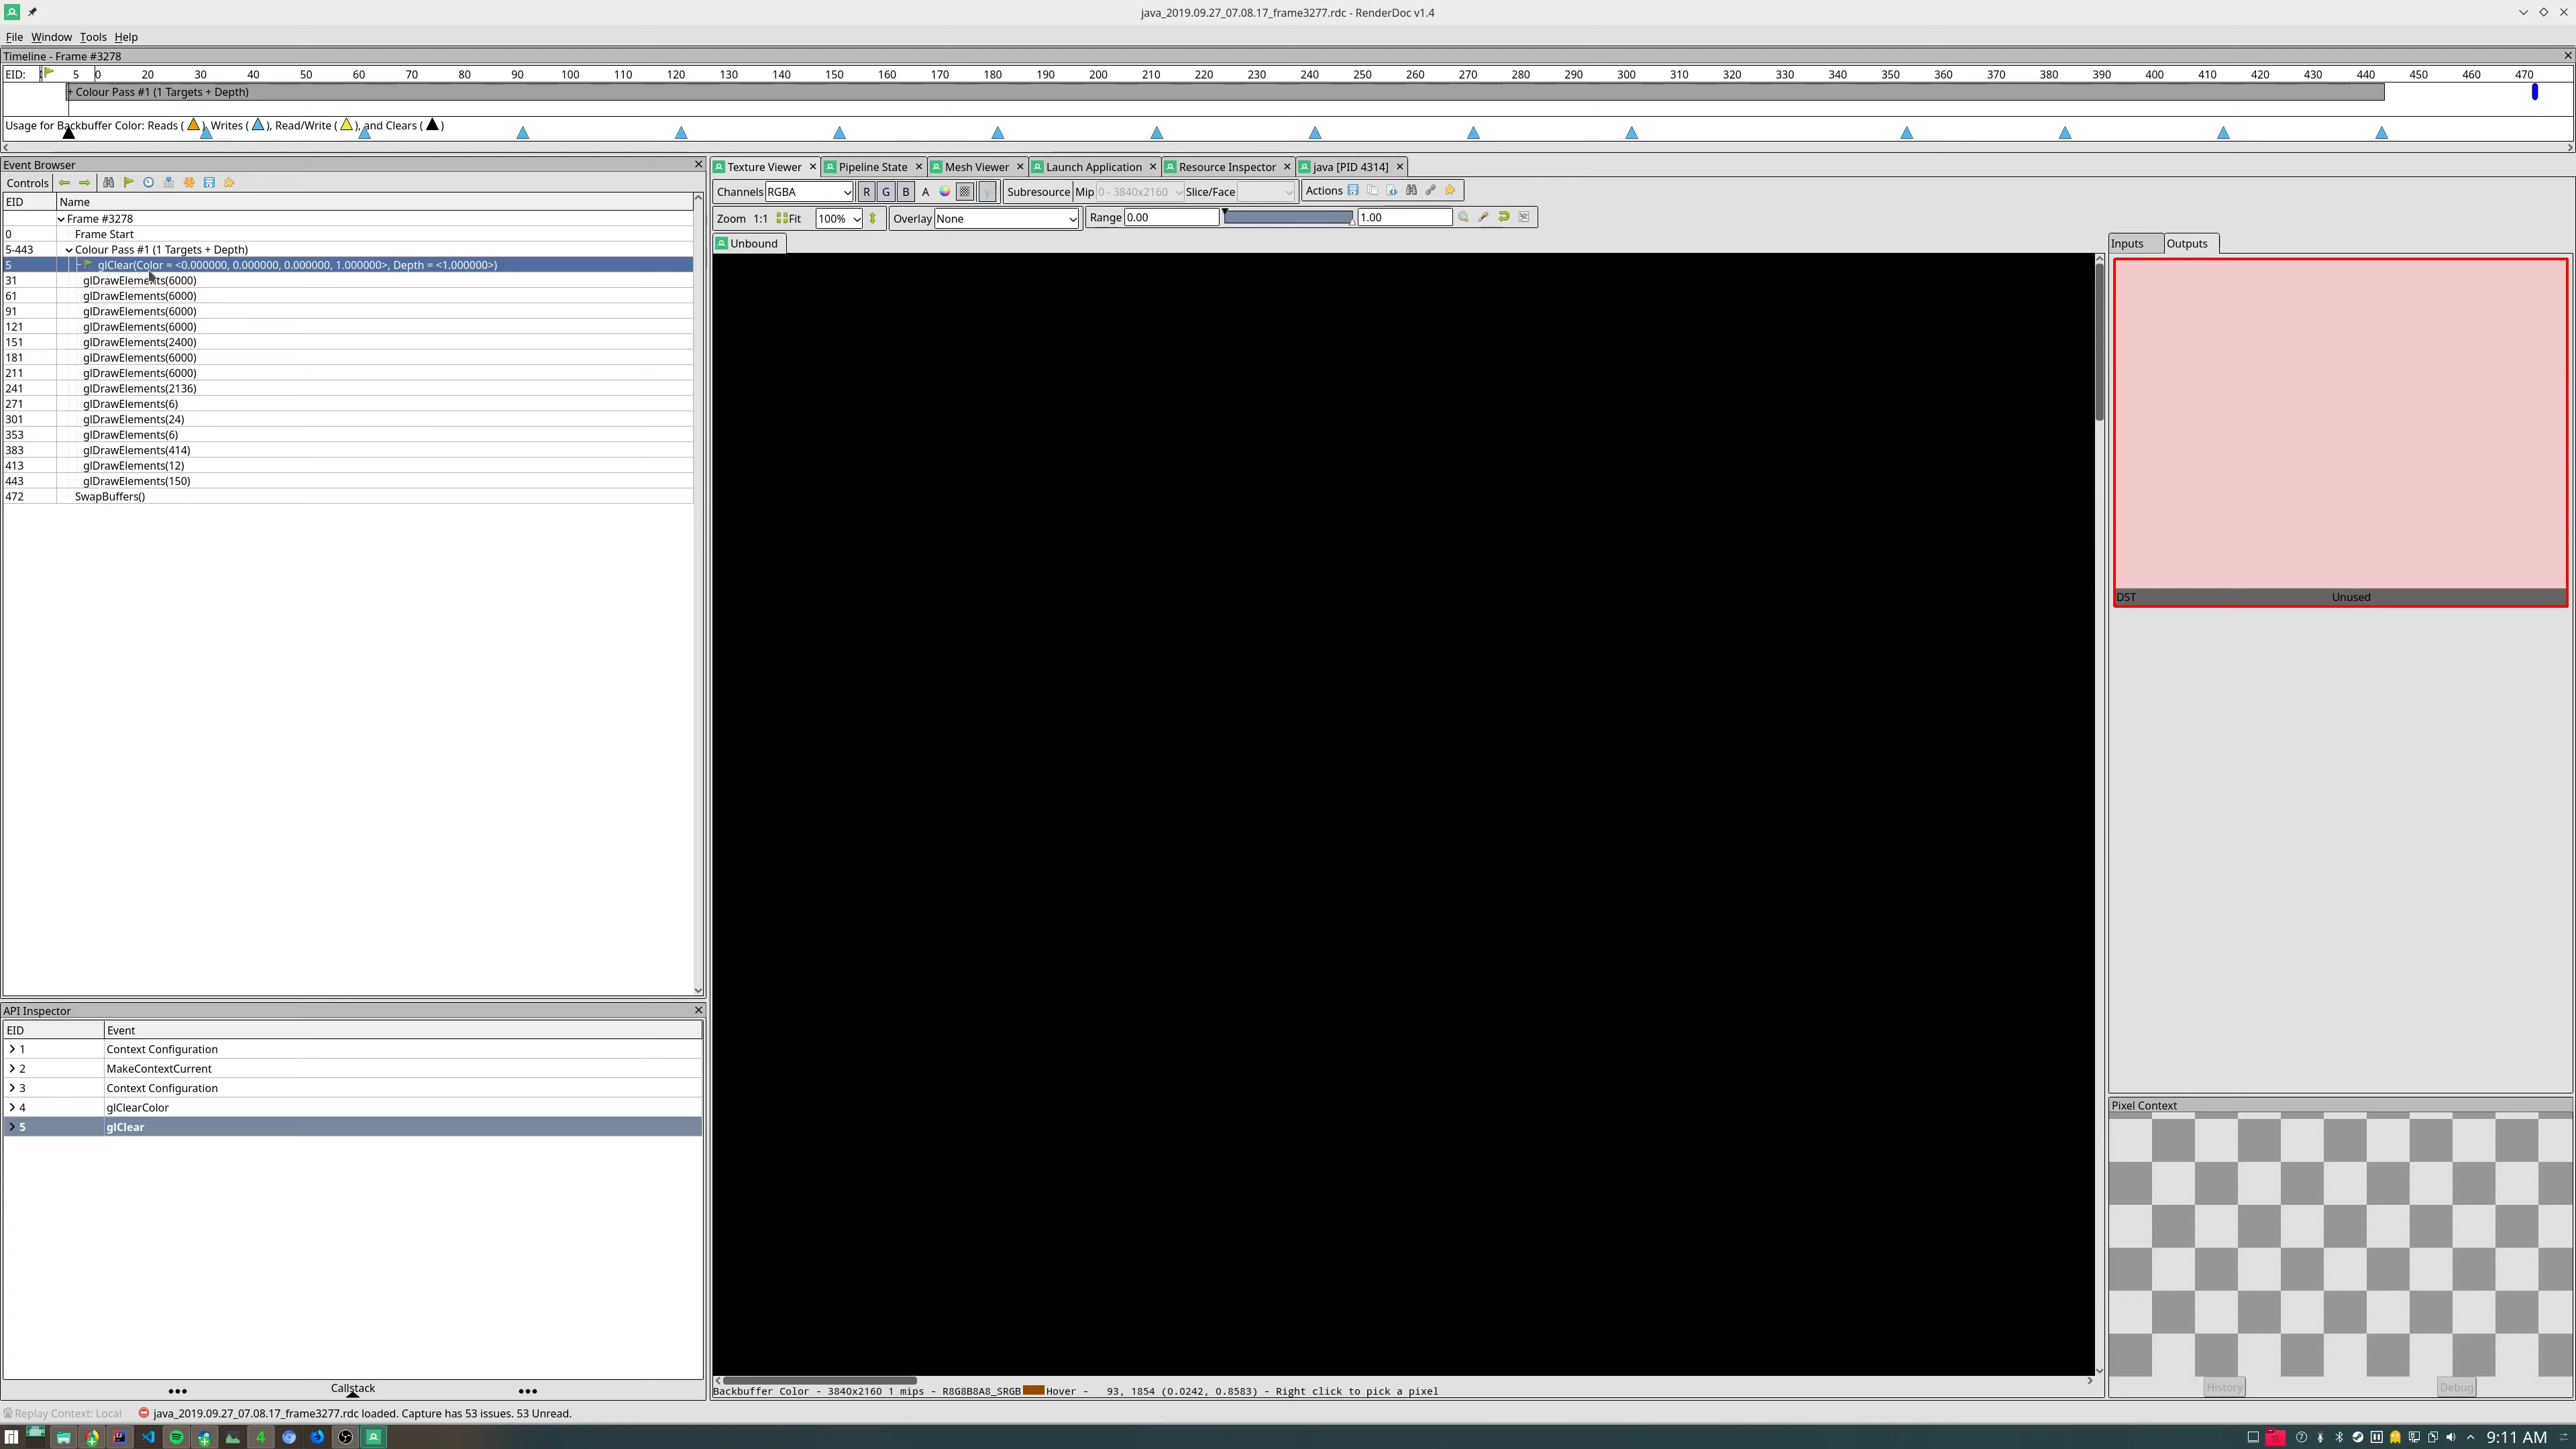 java_2019.09.27_07.08.17_frame3277.rdc - RenderDoc v1.4
File Window Tools Help
Timeline - Frame #3278
EID: 5 0 20 30 40 50 60 70 80 90 100 110 120 130 140 150 160 170 180 190 200 210 220 230 240 250 260 270 280 290 300 310 320 330 340 350 360 370 380 390 400 410 420 430 440 450 460 470
+ Colour Pass #1 (1 Targets + Depth)
Usage for Backbuffer Color: Reads ( ), Writes ( ), Read/Write ( ), and Clears ( )
Event Browser
Controls
EID Name
Frame #3278
0 Frame Start
5-443 Colour Pass #1 (1 Targets + Depth)
5 glClear(Color = <0.000000, 0.000000, 0.000000, 1.000000>, Depth = <1.000000>)
31 glDrawElements(6000)
61 glDrawElements(6000)
91 glDrawElements(6000)
121 glDrawElements(6000)
151 glDrawElements(2400)
181 glDrawElements(6000)
211 glDrawElements(6000)
241 glDrawElements(2136)
271 glDrawElements(6)
301 glDrawElements(24)
353 glDrawElements(6)
383 glDrawElements(414)
413 glDrawElements(12)
443 glDrawElements(150)
472 SwapBuffers()
API Inspector
EID Event
1 Context Configuration
2 MakeContextCurrent
3 Context Configuration
4 glClearColor
5 glClear
Callstack
Texture Viewer Pipeline State Mesh Viewer Launch Application Resource Inspector java [PID 4314]
Channels RGBA R G B A Subresource Mip 0 - 3840x2160 Slice/Face Actions
Zoom 1:1 Fit 100% Overlay None Range 0.00 1.00
Unbound
Backbuffer Color - 3840x2160 1 mips - R8G8B8A8_SRGB Hover - 93, 1854 (0.0242, 0.8583) - Right click to pick a pixel
Inputs Outputs
DST Unused
Pixel Context
History Debug
Replay Context: Local java_2019.09.27_07.08.17_frame3277.rdc loaded. Capture has 53 issues. 53 Unread.
4 9:11 AM